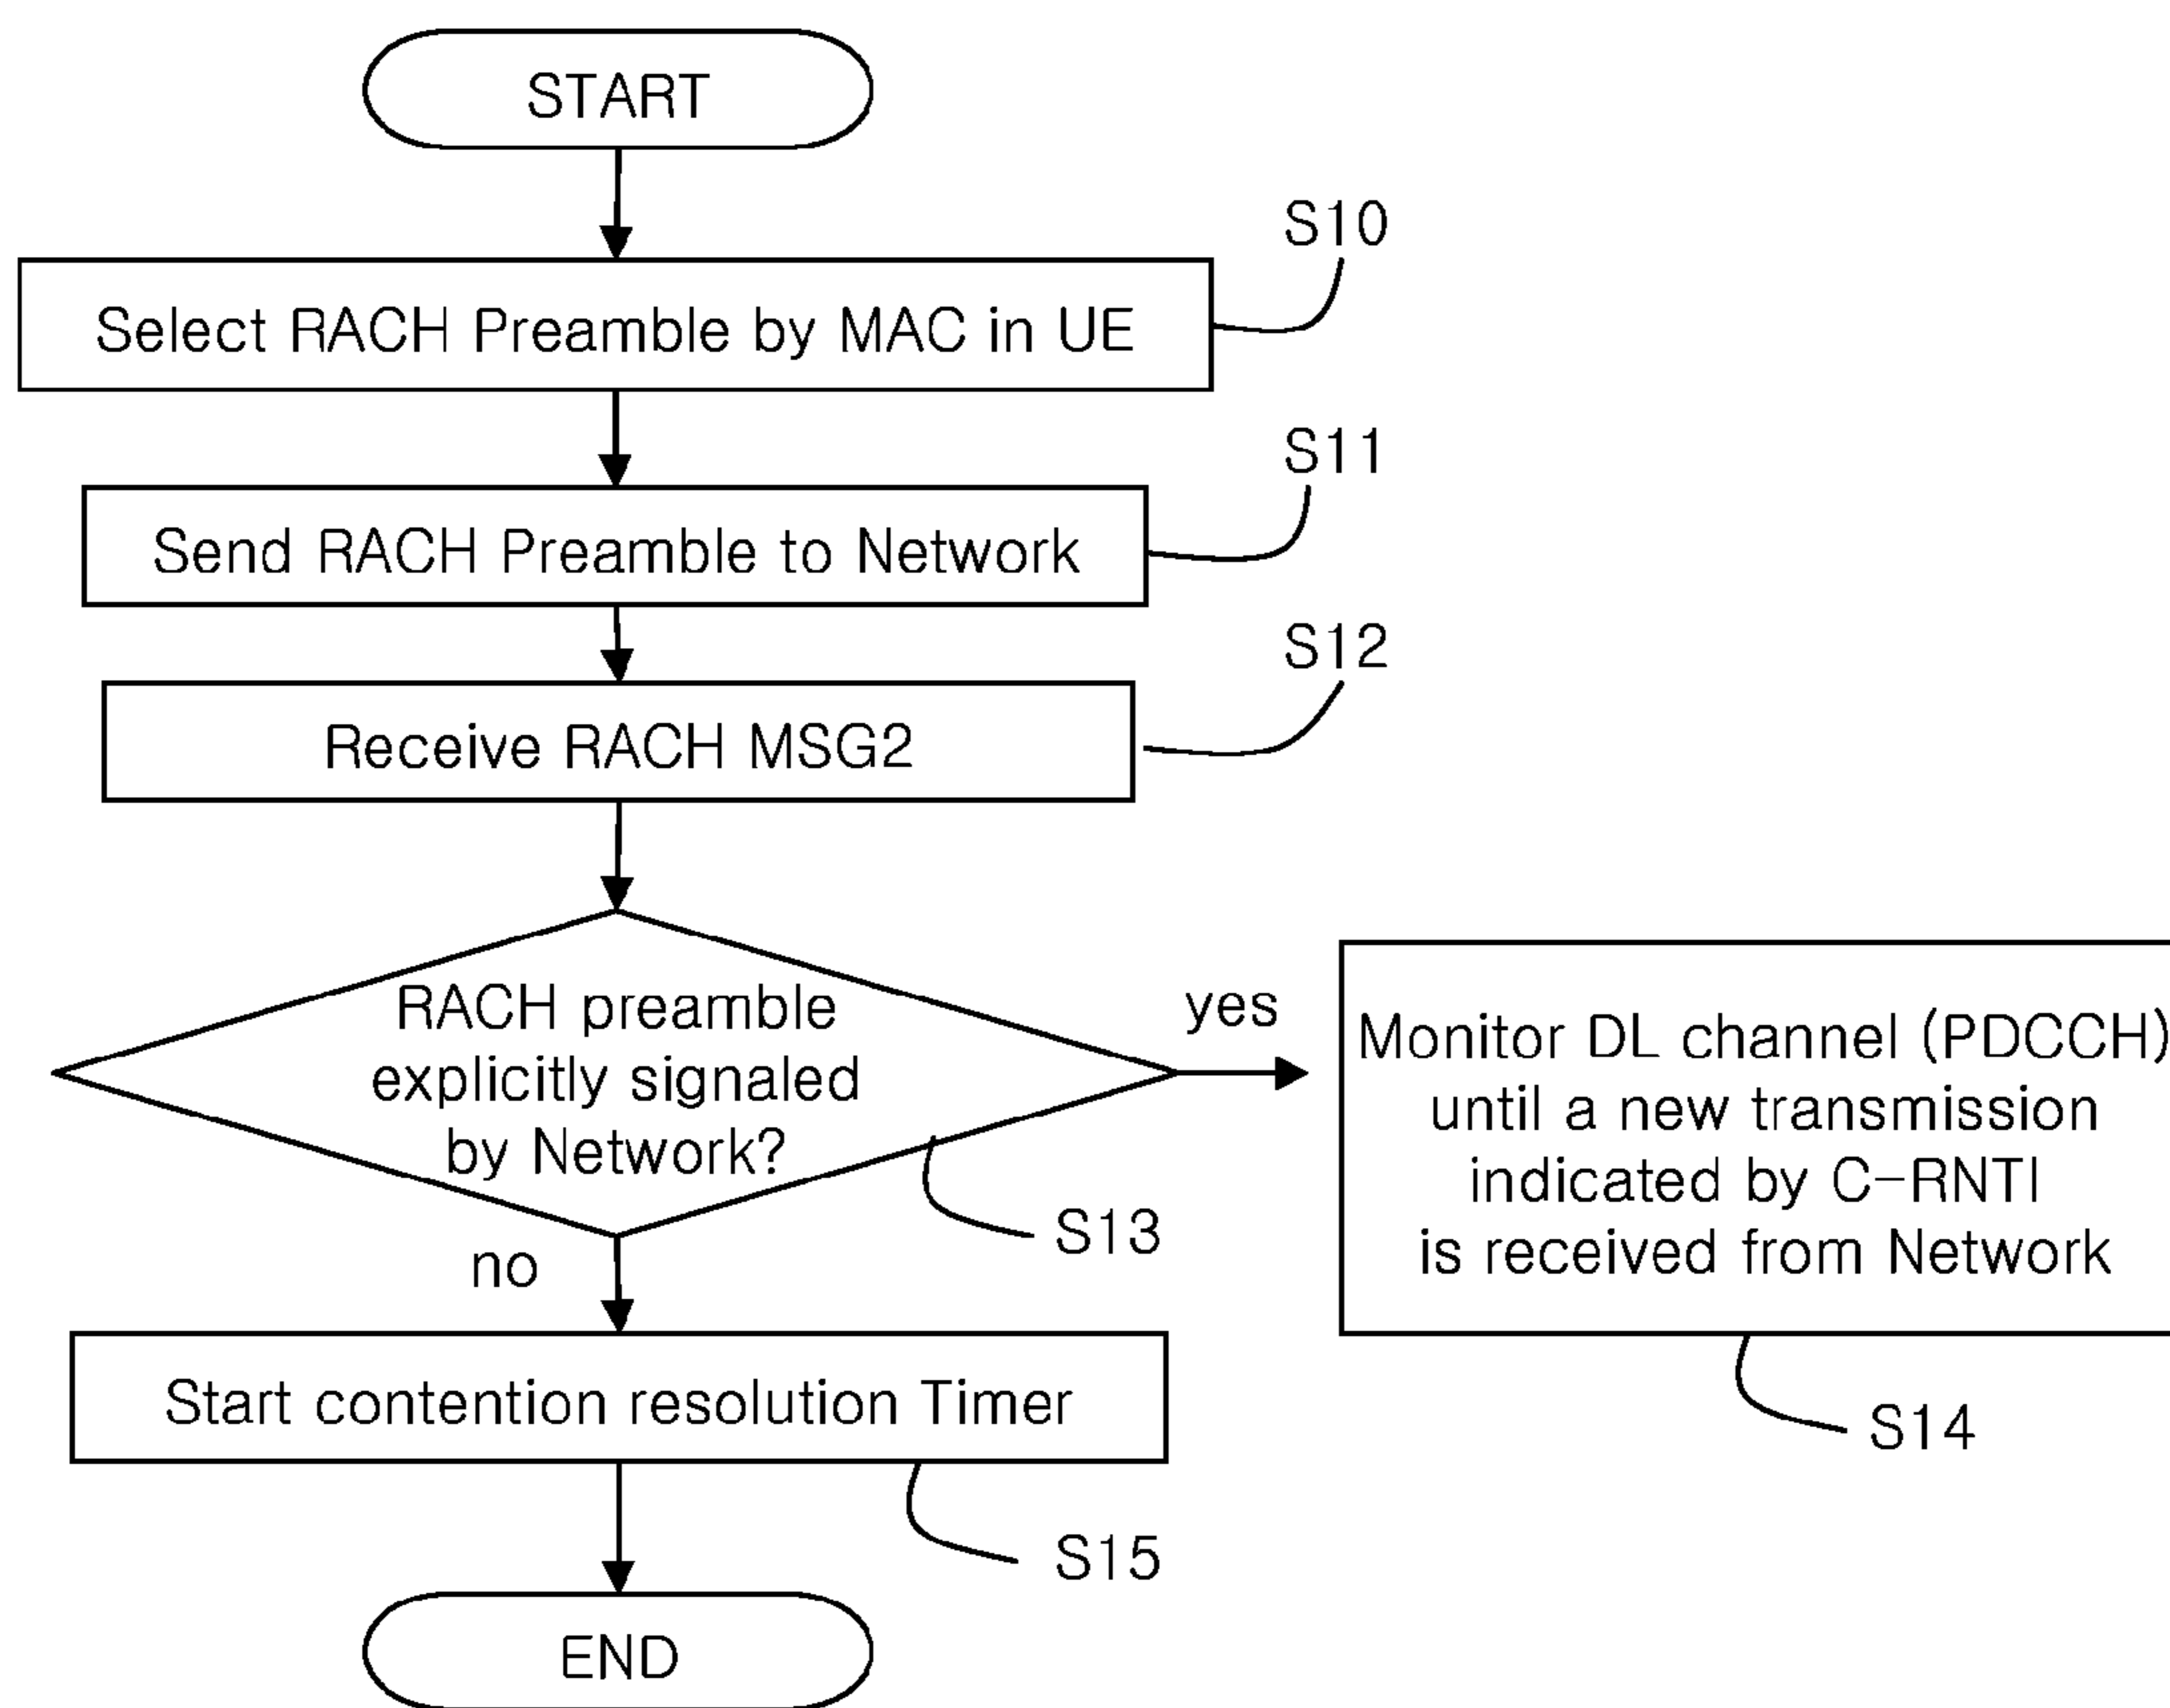 START
S10
Select RACH Preamble by MAC in UE
S11
Send RACH Preamble to Network
S12
Receive RACH MSG2
RACH preamble
explicitly signaled
by Network?
S13
yes
Monitor DL channel (PDCCH)
until a new transmission
indicated by C-RNTI
is received from Network
S14
no
Start contention resolution Timer
S15
END